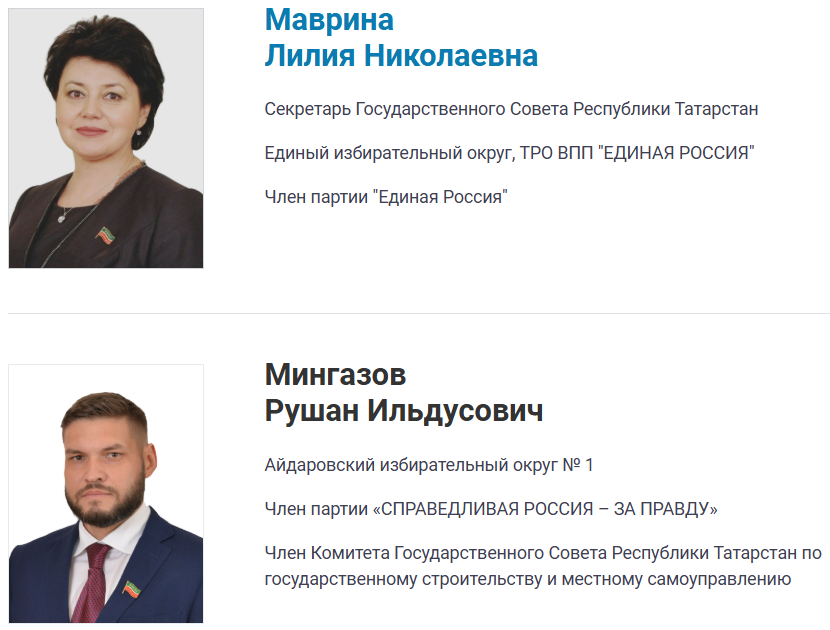 Маврина
Лилия Николаевна
Секретарь Государственного Совета Республики Татарстан
Единый избирательный округ, ТРО ВПП "ЕДИНАЯ РОССИЯ"
Член партии "Единая Россия"
Мингазов
Рушан Ильдусович
Айдаровский избирательный округ № 1
Член партии «СПРАВЕДЛИВАЯ РОССИЯ – ЗА ПРАВДУ»
Член Комитета Государственного Совета Республики Татарстан по
государственному строительству и местному самоуправлению